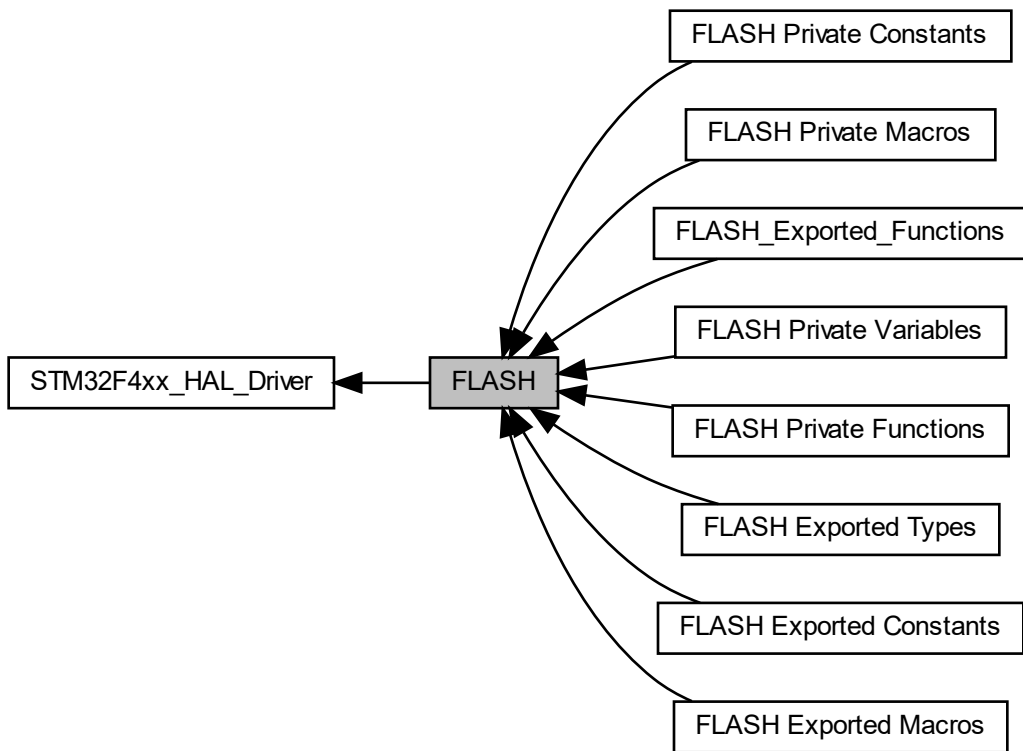 FLASH Private Constants
FLASH Private Macros
FLASH_Exported_Functions
FLASH Private Variables
STM32F4xx_HAL_Driver
FLASH
FLASH Private Functions
FLASH Exported Types
FLASH Exported Constants
FLASH Exported Macros